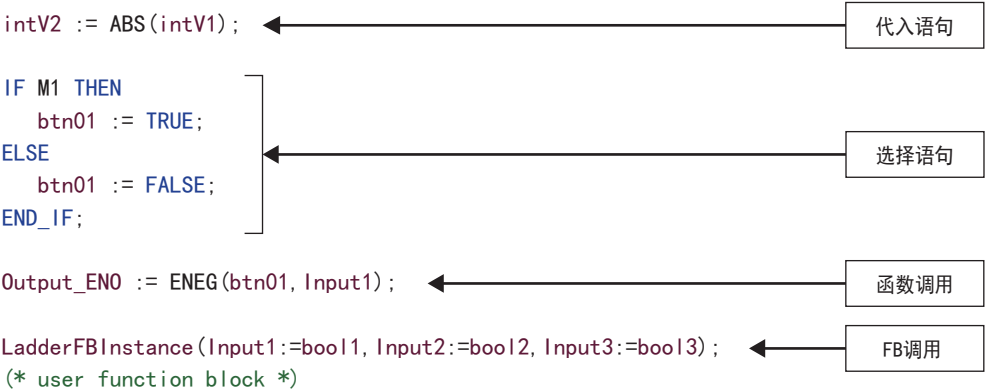 intV2 := ABS(intV1); 代入语句
IF M1 THEN
btn01 := TRUE;
ELSE 选择语句
btn01 := FALSE;
END_IF;
Output_ENO := ENEG(btn01,Input1); 函数调用
LadderFBInstance(Input1:=bool1,Input2:=bool2,Input3:=bool3); FB调用
(* user function block *)